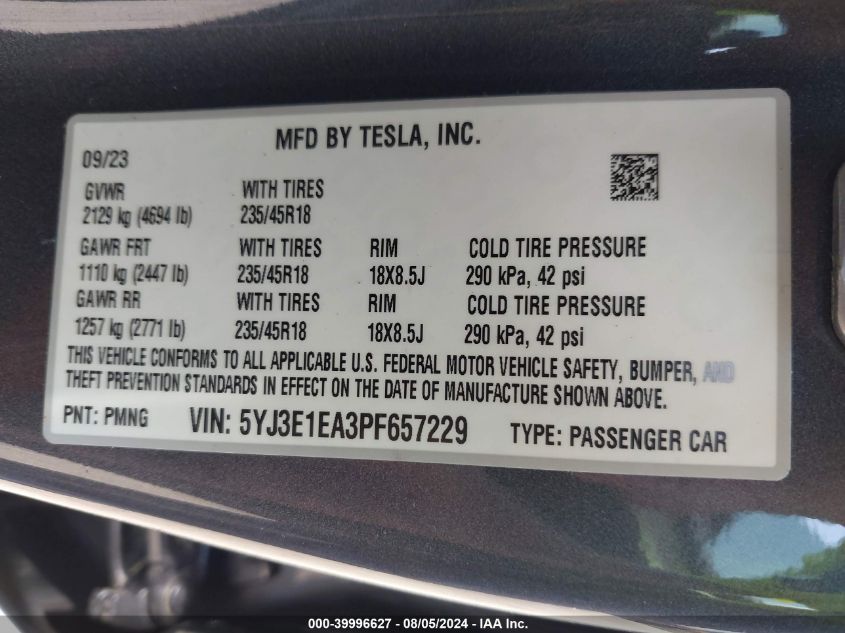 MFD BY TESLA, INC.
09/23
GVWR WITH TIRES
2129 kg (4694 lb) 235/45R18
GAWR FRT WITH TIRES RIM COLD TIRE PRESSURE
1110 kg (2447 lb) 235/45R18 18X8.5J 290 kPa, 42 psi
GAWR RR WITH TIRES RIM COLD TIRE PRESSURE
1257 kg (2771 lb) 235/45R18 18X8.5J 290 kPa, 42 psi
THIS VEHICLE CONFORMS TO ALL APPLICABLE U.S. FEDERAL MOTOR VEHICLE SAFETY, BUMPER, AND
THEFT PREVENTION STANDARDS IN EFFECT ON THE DATE OF MANUFACTURE SHOWN ABOVE.
PNT: PMNG VIN: 5YJ3E1EA3PF657229 TYPE: PASSENGER CAR
000-39996627 - 08/05/2024 - IAA Inc.